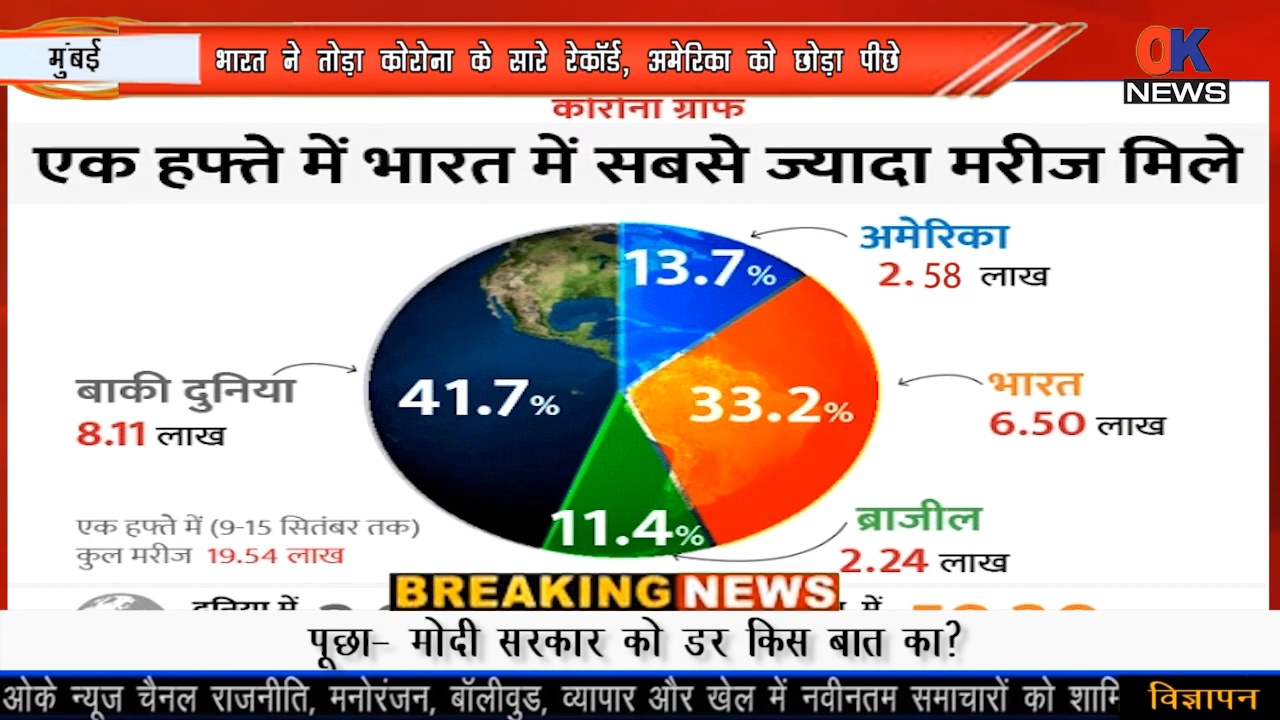 मुंबई
भारत ने तोड़ा कोरोना के सारे रेकॉर्ड, अमेरिका को छोड़ा पीछे
OK
NEWS
कोरोना ग्राफ
एक हफ्ते में भारत में सबसे ज्यादा मरीज मिले
अमेरिका
2.58 लाख
13.7%
भारत
6.50 लाख
33.2%
बाकी दुनिया
8.11 लाख
41.7%
ब्राजील
2.24 लाख
11.4%
एक हफ्ते में (9-15 सितंबर तक)
कुल मरीज 19.54 लाख
दुनिया में
में
BREAKING NEWS
पूछा- मोदी सरकार को डर किस बात का?
ओके न्यूज चैनल राजनीति, मनोरंजन, बॉलीवुड, व्यापार और खेल में नवीनतम समाचारों को शामि
विज्ञापन